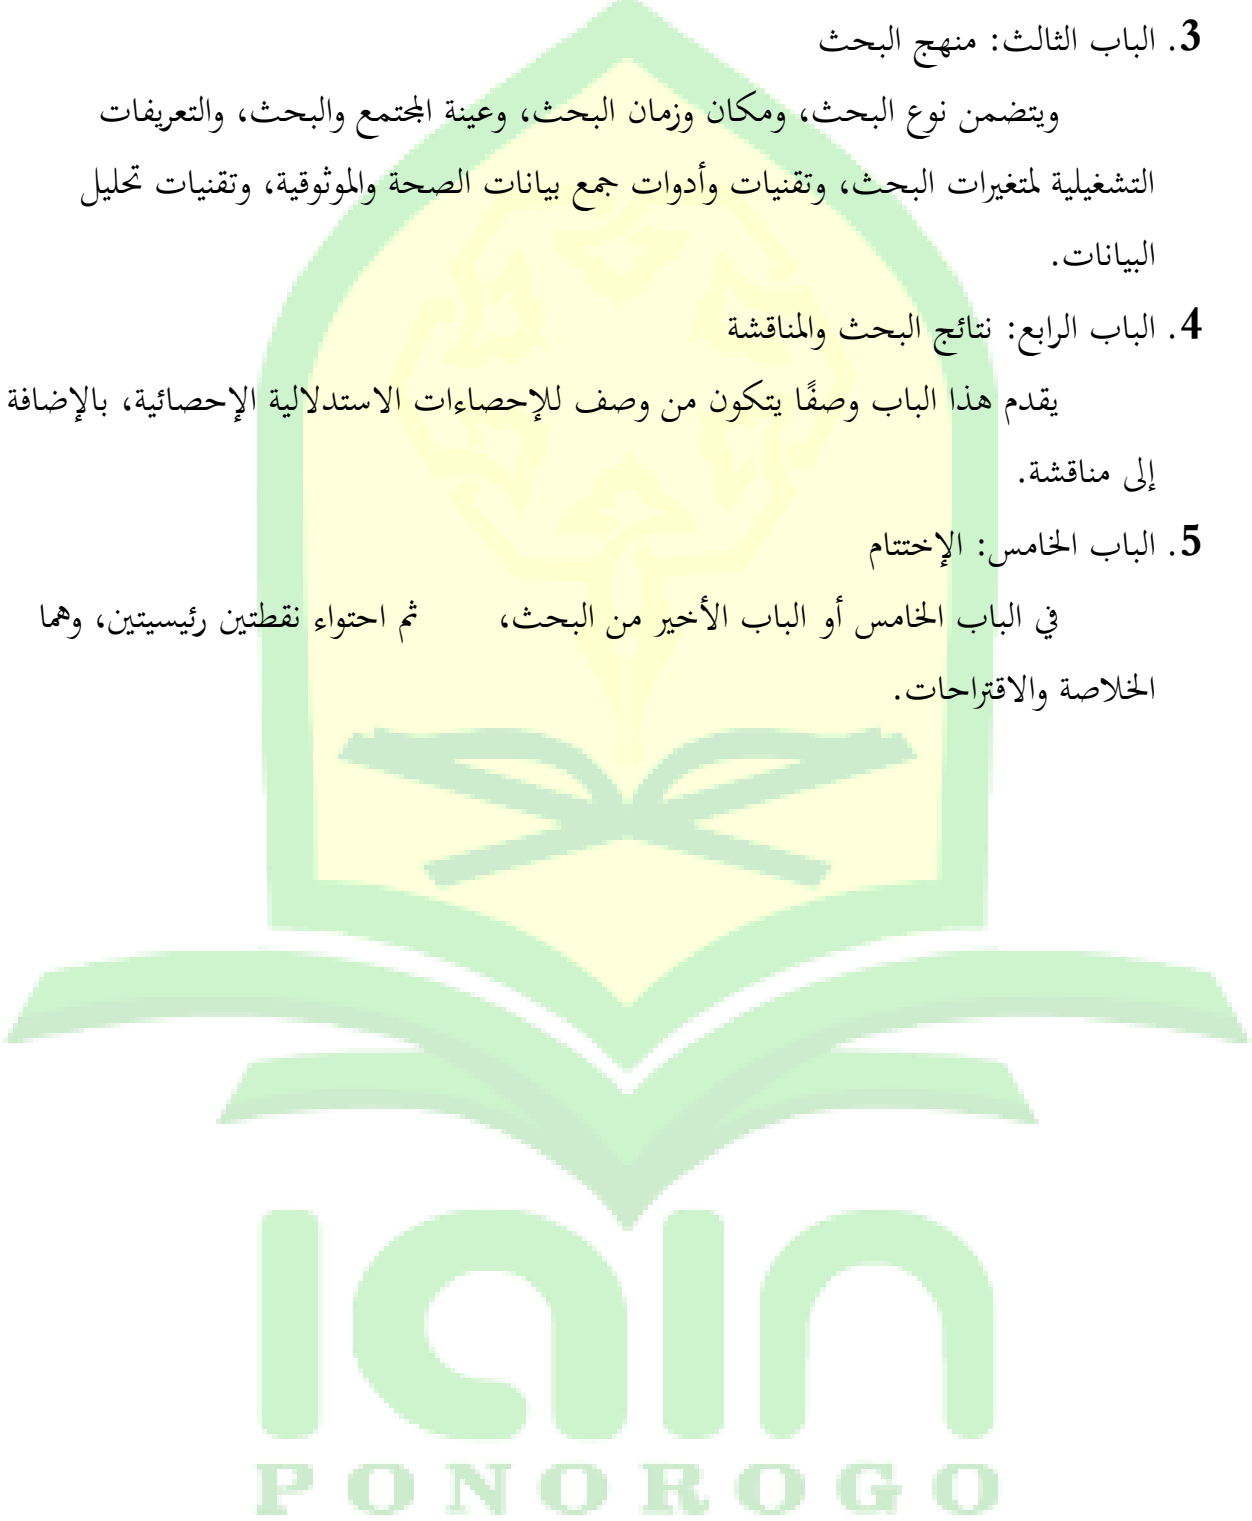 3. الباب الثالث: منهج البحث
ويتضمن نوع البحث، ومكان وزمان البحث، وعينة المجتمع والبحث، والتعريفات
التشغيلية لمتغيرات البحث، وتقنيات وأدوات جمع بيانات الصحة والموثوقية، وتقنيات تحليل
البيانات.
4. الباب الرابع: نتائج البحث والمناقشة
يقدم هذا الباب وصفًا يتكون من وصف للإحصاءات الاستدلالية الإحصائية، بالإضافة
إلى مناقشة.
5. الباب الخامس: الإختتام
في الباب الخامس أو الباب الأخير من البحث، ثم احتواء نقطتين رئيسيتين، وهما
الخلاصة والاقتراحات.
iain
PONOROGO